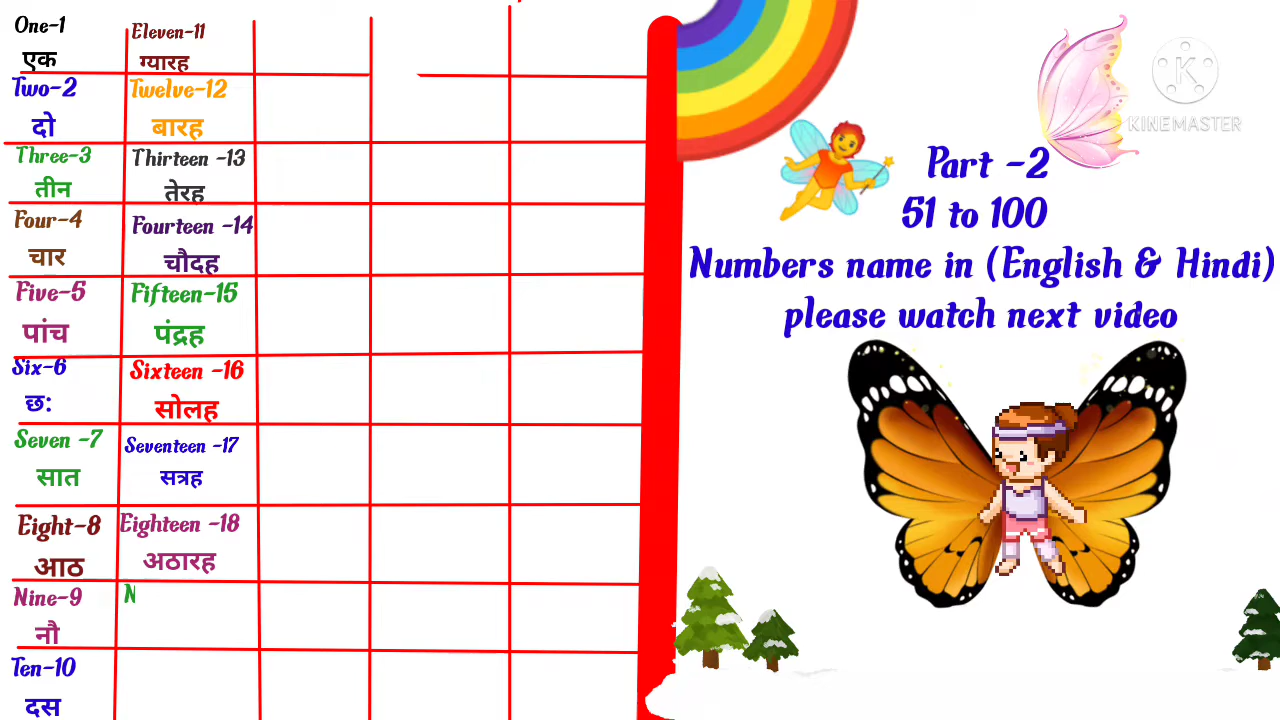 One-1
एक
Two-2
दो
Three-3
तीन
Four-4
चार
Five-5
पांच
Six-6
छ:
Seven -7
सात
Eight-8
आठ
Nine-9
नौ
Ten-10
दस
Eleven-11
ग्यारह
Twelve-12
बारह
Thirteen -13
तेरह
Fourteen -14
चौदह
Fifteen-15
पंद्रह
Sixteen -16
सोलह
Seventeen -17
सत्रह
Eighteen -18
अठारह
N
Part -2
51 to 100
Numbers name in (English & Hindi)
please watch next video
K
KINEMASTER